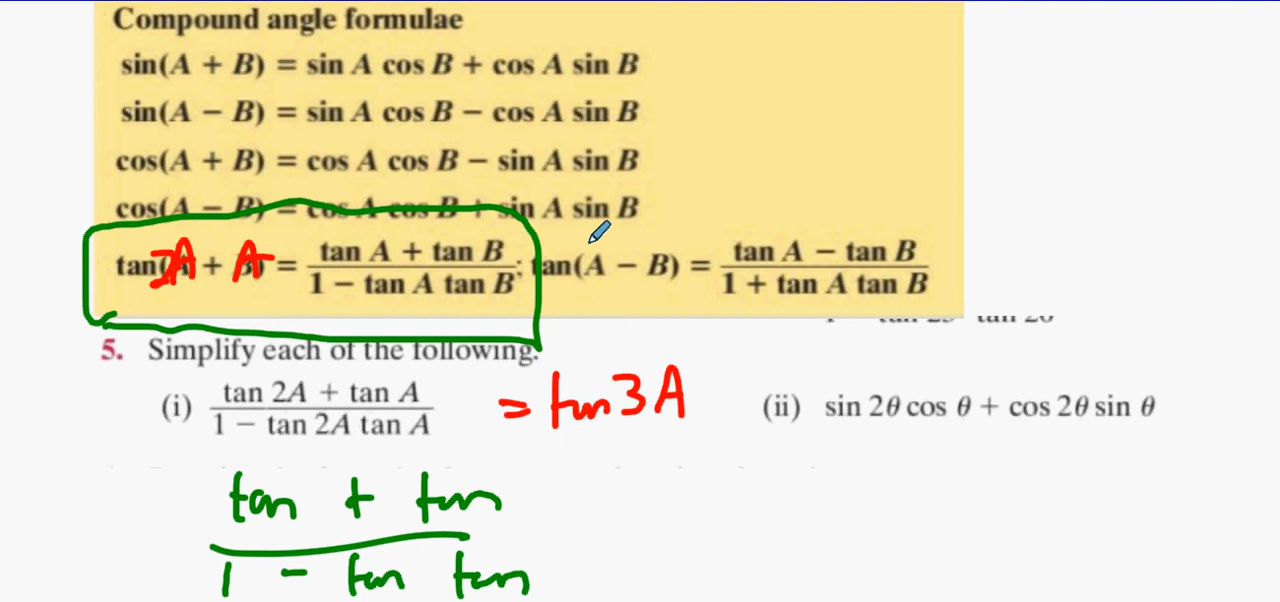 Compound angle formulae
sin(A + B) = sin A cos B + cos A sin B
sin(A − B) = sin A cos B − cos A sin B
cos(A + B) = cos A cos B − sin A sin B
cos(A − B) = cos A cos B + sin A sin B
tan(2A + A) = (tan A + tan B)/(1 − tan A tan B); tan(A − B) = (tan A − tan B)/(1 + tan A tan B)
5. Simplify each of the following.
(i) (tan 2A + tan A)/(1 − tan 2A tan A) = tan 3A (ii) sin 2θ cos θ + cos 2θ sin θ
tan + tan
1 − tan tan